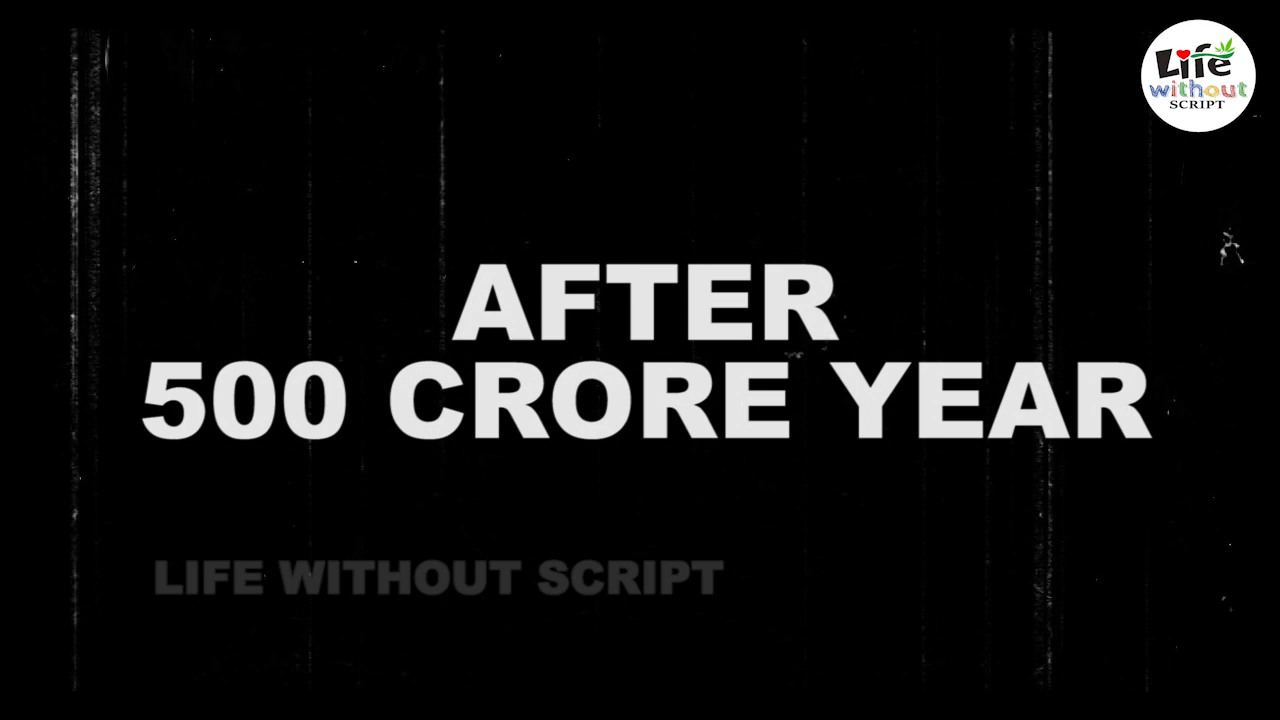 Life
without
SCRIPT
AFTER
500 CRORE YEAR
LIFE WITHOUT SCRIPT